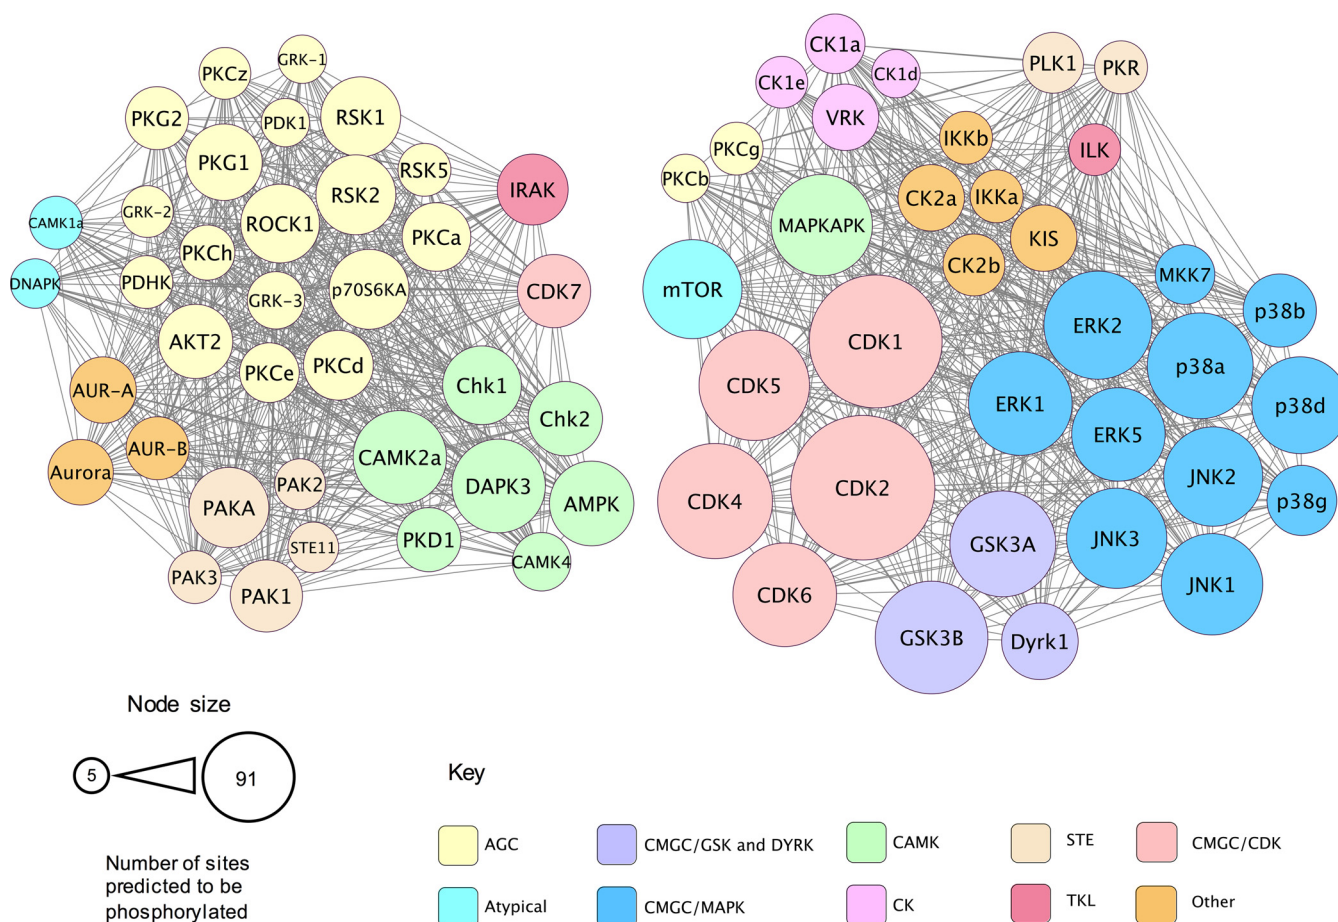 GRK-1
PKCz
PKG2
PDK1
RSK1
PKG1
RSK2
RSK5
IRAK
CAMK1a
GRK-2
ROCK1
PKCa
PKCh
DNAPK
PDHK
GRK-3
p70S6KA
CDK7
AKT2
PKCe
PKCd
AUR-A
Chk1
Chk2
AUR-B
Aurora
CAMK2a
DAPK3
AMPK
PAK2
PAKA
STE11
PKD1
CAMK4
PAK3
PAK1
CK1a
CK1e
CK1d
VRK
PLK1
PKR
PKCg
PKCb
IKKb
ILK
MAPKAPK
CK2a
IKKa
KIS
CK2b
mTOR
MKK7
p38b
ERK2
CDK1
p38a
CDK5
ERK1
p38d
ERK5
CDK4
CDK2
JNK2
p38g
GSK3A
JNK3
JNK1
CDK6
GSK3B
Dyrk1
Node size
5
91
Number of sites
predicted to be
phosphorylated
Key
AGC
CMGC/GSK and DYRK
CAMK
STE
CMGC/CDK
Atypical
CMGC/MAPK
CK
TKL
Other